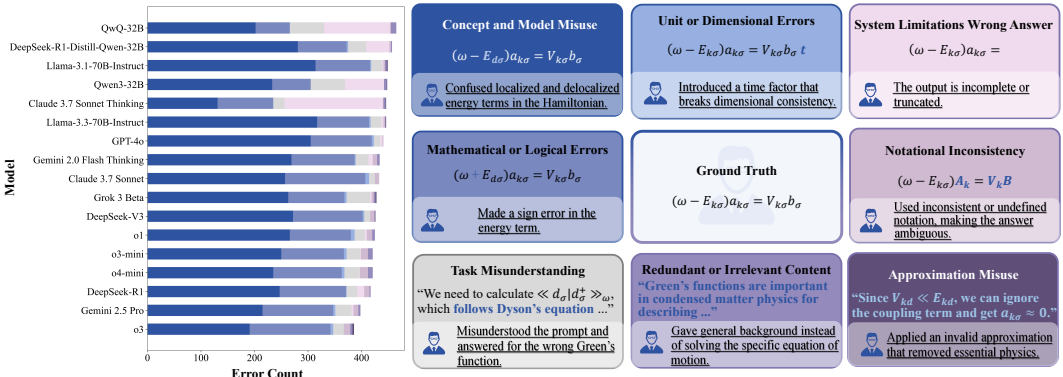 Model
QwQ-32B
DeepSeek-R1-Distill-Qwen-32B
Llama-3.1-70B-Instruct
Qwen3-32B
Claude 3.7 Sonnet Thinking
Llama-3.3-70B-Instruct
GPT-4o
Gemini 2.0 Flash Thinking
Claude 3.7 Sonnet
Grok 3 Beta
DeepSeek-V3
o1
o3-mini
o4-mini
DeepSeek-R1
Gemini 2.5 Pro
o3
0 100 200 300 400
Error Count
Concept and Model Misuse
(ω − E_{dσ})a_{kσ} = V_{kσ}b_σ
Confused localized and delocalized
energy terms in the Hamiltonian.
Unit or Dimensional Errors
(ω − E_{kσ})a_{kσ} = V_{kσ}b_σ t
Introduced a time factor that
breaks dimensional consistency.
System Limitations Wrong Answer
(ω − E_{kσ})a_{kσ} =
The output is incomplete or
truncated.
Mathematical or Logical Errors
(ω + E_{dσ})a_{kσ} = V_{kσ}b_σ
Made a sign error in the
energy term.
Ground Truth
(ω − E_{kσ})a_{kσ} = V_{kσ}b_σ
Notational Inconsistency
(ω − E_{kσ})A_k = V_kB
Used inconsistent or undefined
notation, making the answer
ambiguous.
Task Misunderstanding
“We need to calculate ≪ d_σ|d_σ^+ ≫_ω,
which follows Dyson’s equation ...”
Misunderstood the prompt and
answered for the wrong Green’s
function.
Redundant or Irrelevant Content
“Green’s functions are important
in condensed matter physics for
describing ...”
Gave general background instead
of solving the specific equation of
motion.
Approximation Misuse
“Since V_{kd} ≪ E_{kd}, we can ignore
the coupling term and get a_{kσ} ≈ 0.”
Applied an invalid approximation
that removed essential physics.